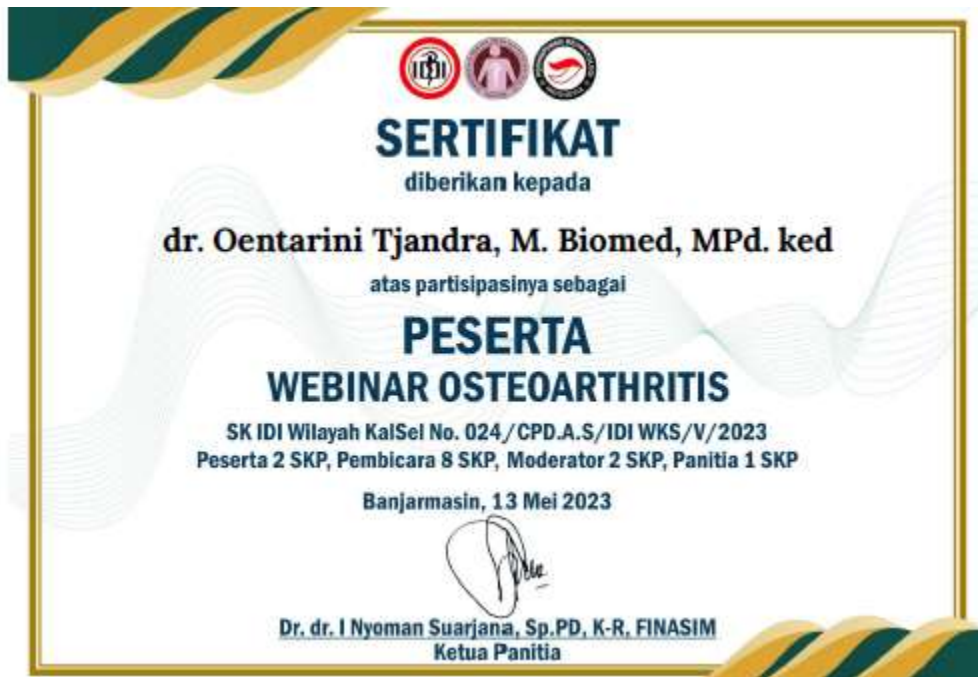 IDI
SERTIFIKAT
diberikan kepada
dr. Oentarini Tjandra, M. Biomed, MPd. ked
atas partisipasinya sebagai
PESERTA
WEBINAR OSTEOARTHRITIS
SK IDI Wilayah KalSel No. 024/CPD.A.S/IDI WKS/V/2023
Peserta 2 SKP, Pembicara 8 SKP, Moderator 2 SKP, Panitia 1 SKP
Banjarmasin, 13 Mei 2023
Dr. dr. I Nyoman Suarjana, Sp.PD, K-R, FINASIM
Ketua Panitia